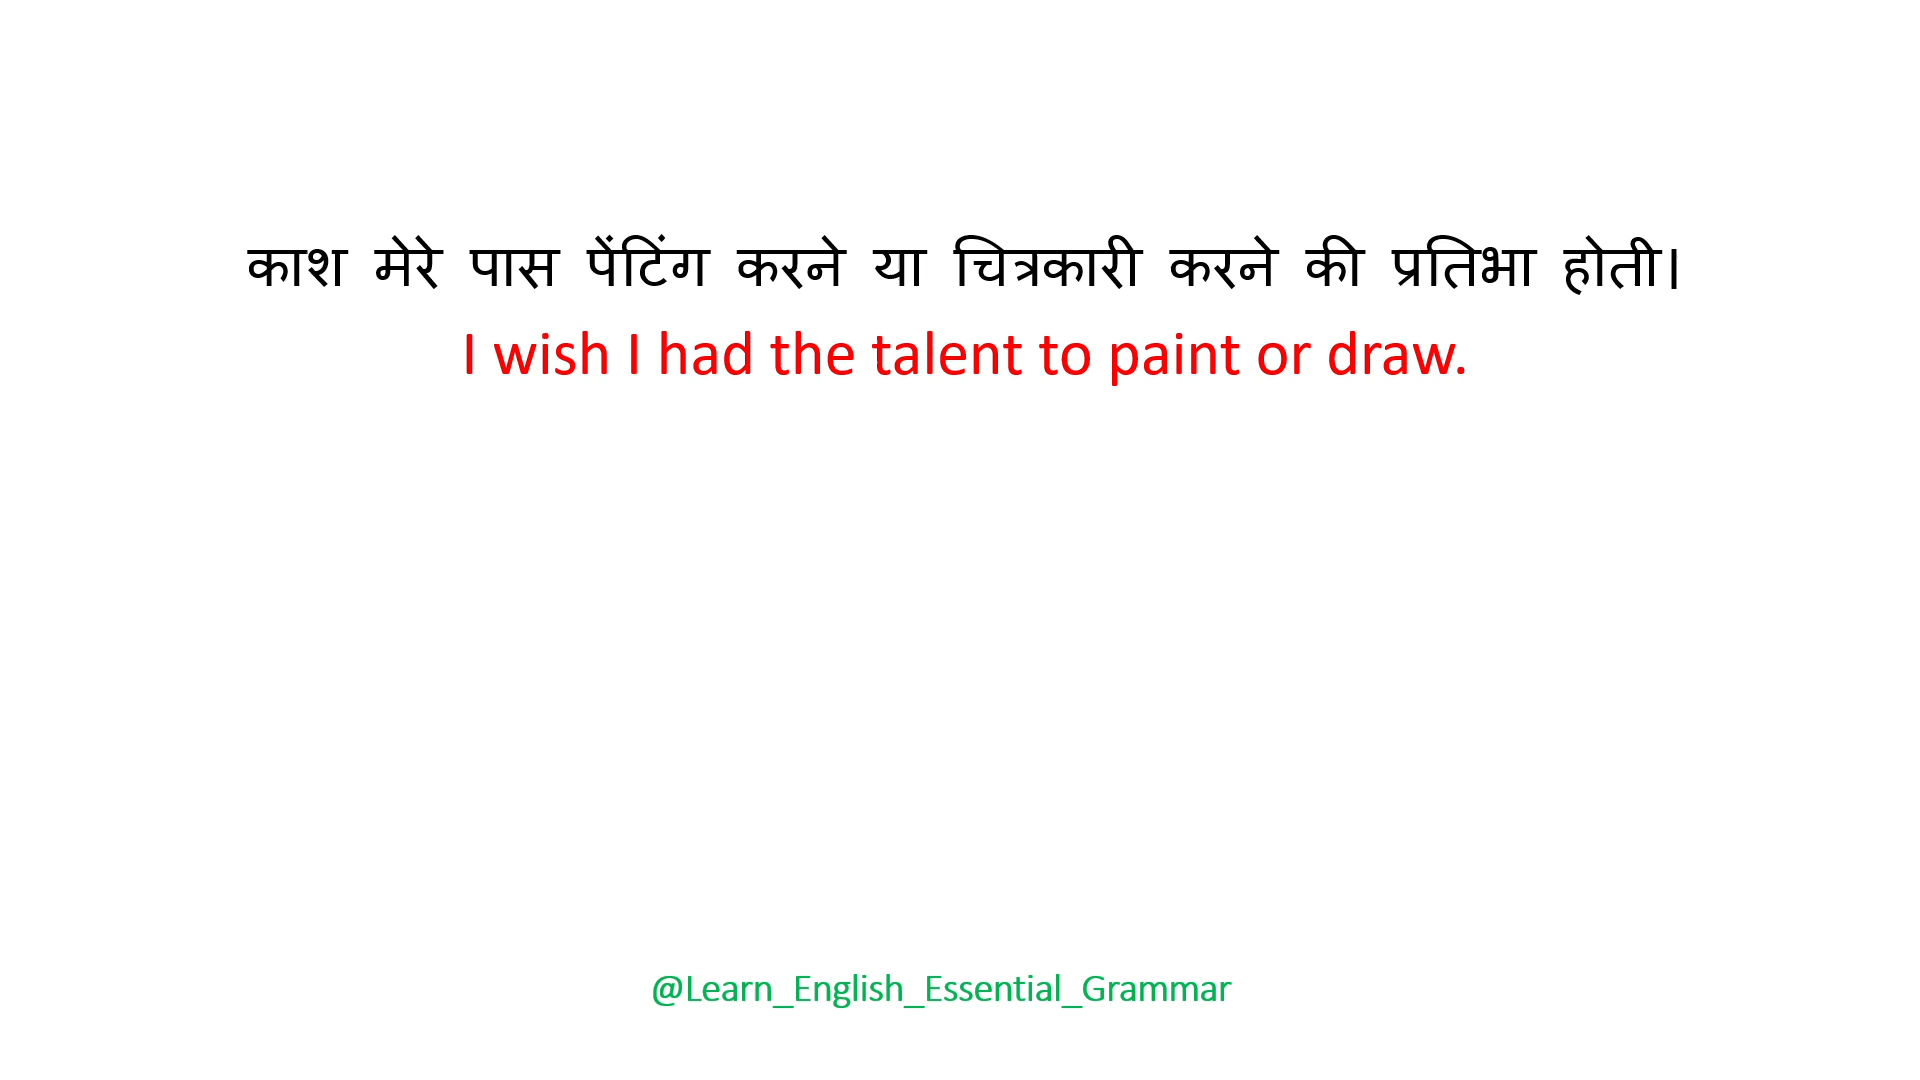 काश मेरे पास पेंटिंग करने या चित्रकारी करने की प्रतिभा होती।
I wish I had the talent to paint or draw.
@Learn_English_Essential_Grammar